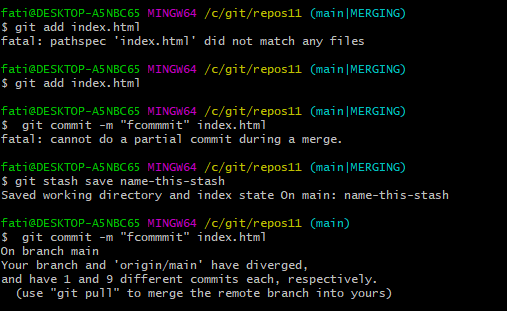 fati@DESKTOP-A5NBC65 MINGW64 /c/git/repos11 (main|MERGING)
$ git add index.html
fatal: pathspec 'index.html' did not match any files
fati@DESKTOP-A5NBC65 MINGW64 /c/git/repos11 (main|MERGING)
$ git add index.html
fati@DESKTOP-A5NBC65 MINGW64 /c/git/repos11 (main|MERGING)
$  git commit -m "fcommmit" index.html
fatal: cannot do a partial commit during a merge.
fati@DESKTOP-A5NBC65 MINGW64 /c/git/repos11 (main|MERGING)
$ git stash save name-this-stash
Saved working directory and index state On main: name-this-stash
fati@DESKTOP-A5NBC65 MINGW64 /c/git/repos11 (main)
$  git commit -m "fcommmit" index.html
On branch main
Your branch and 'origin/main' have diverged,
and have 1 and 9 different commits each, respectively.
  (use "git pull" to merge the remote branch into yours)